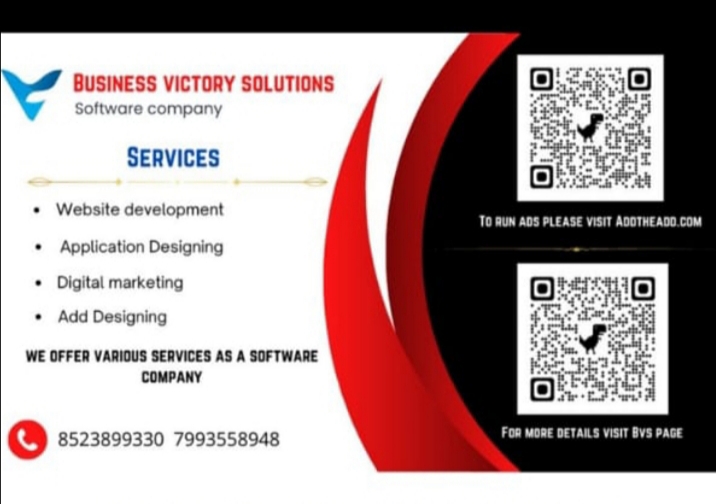 BUSINESS VICTORY SOLUTIONS
Software company
SERVICES
• Website development
• Application Designing
• Digital marketing
• Add Designing
WE OFFER VARIOUS SERVICES AS A SOFTWARE
COMPANY
8523899330 7993558948
TO RUN ADS PLEASE VISIT ADDTHEADD.COM
FOR MORE DETAILS VISIT BVS PAGE